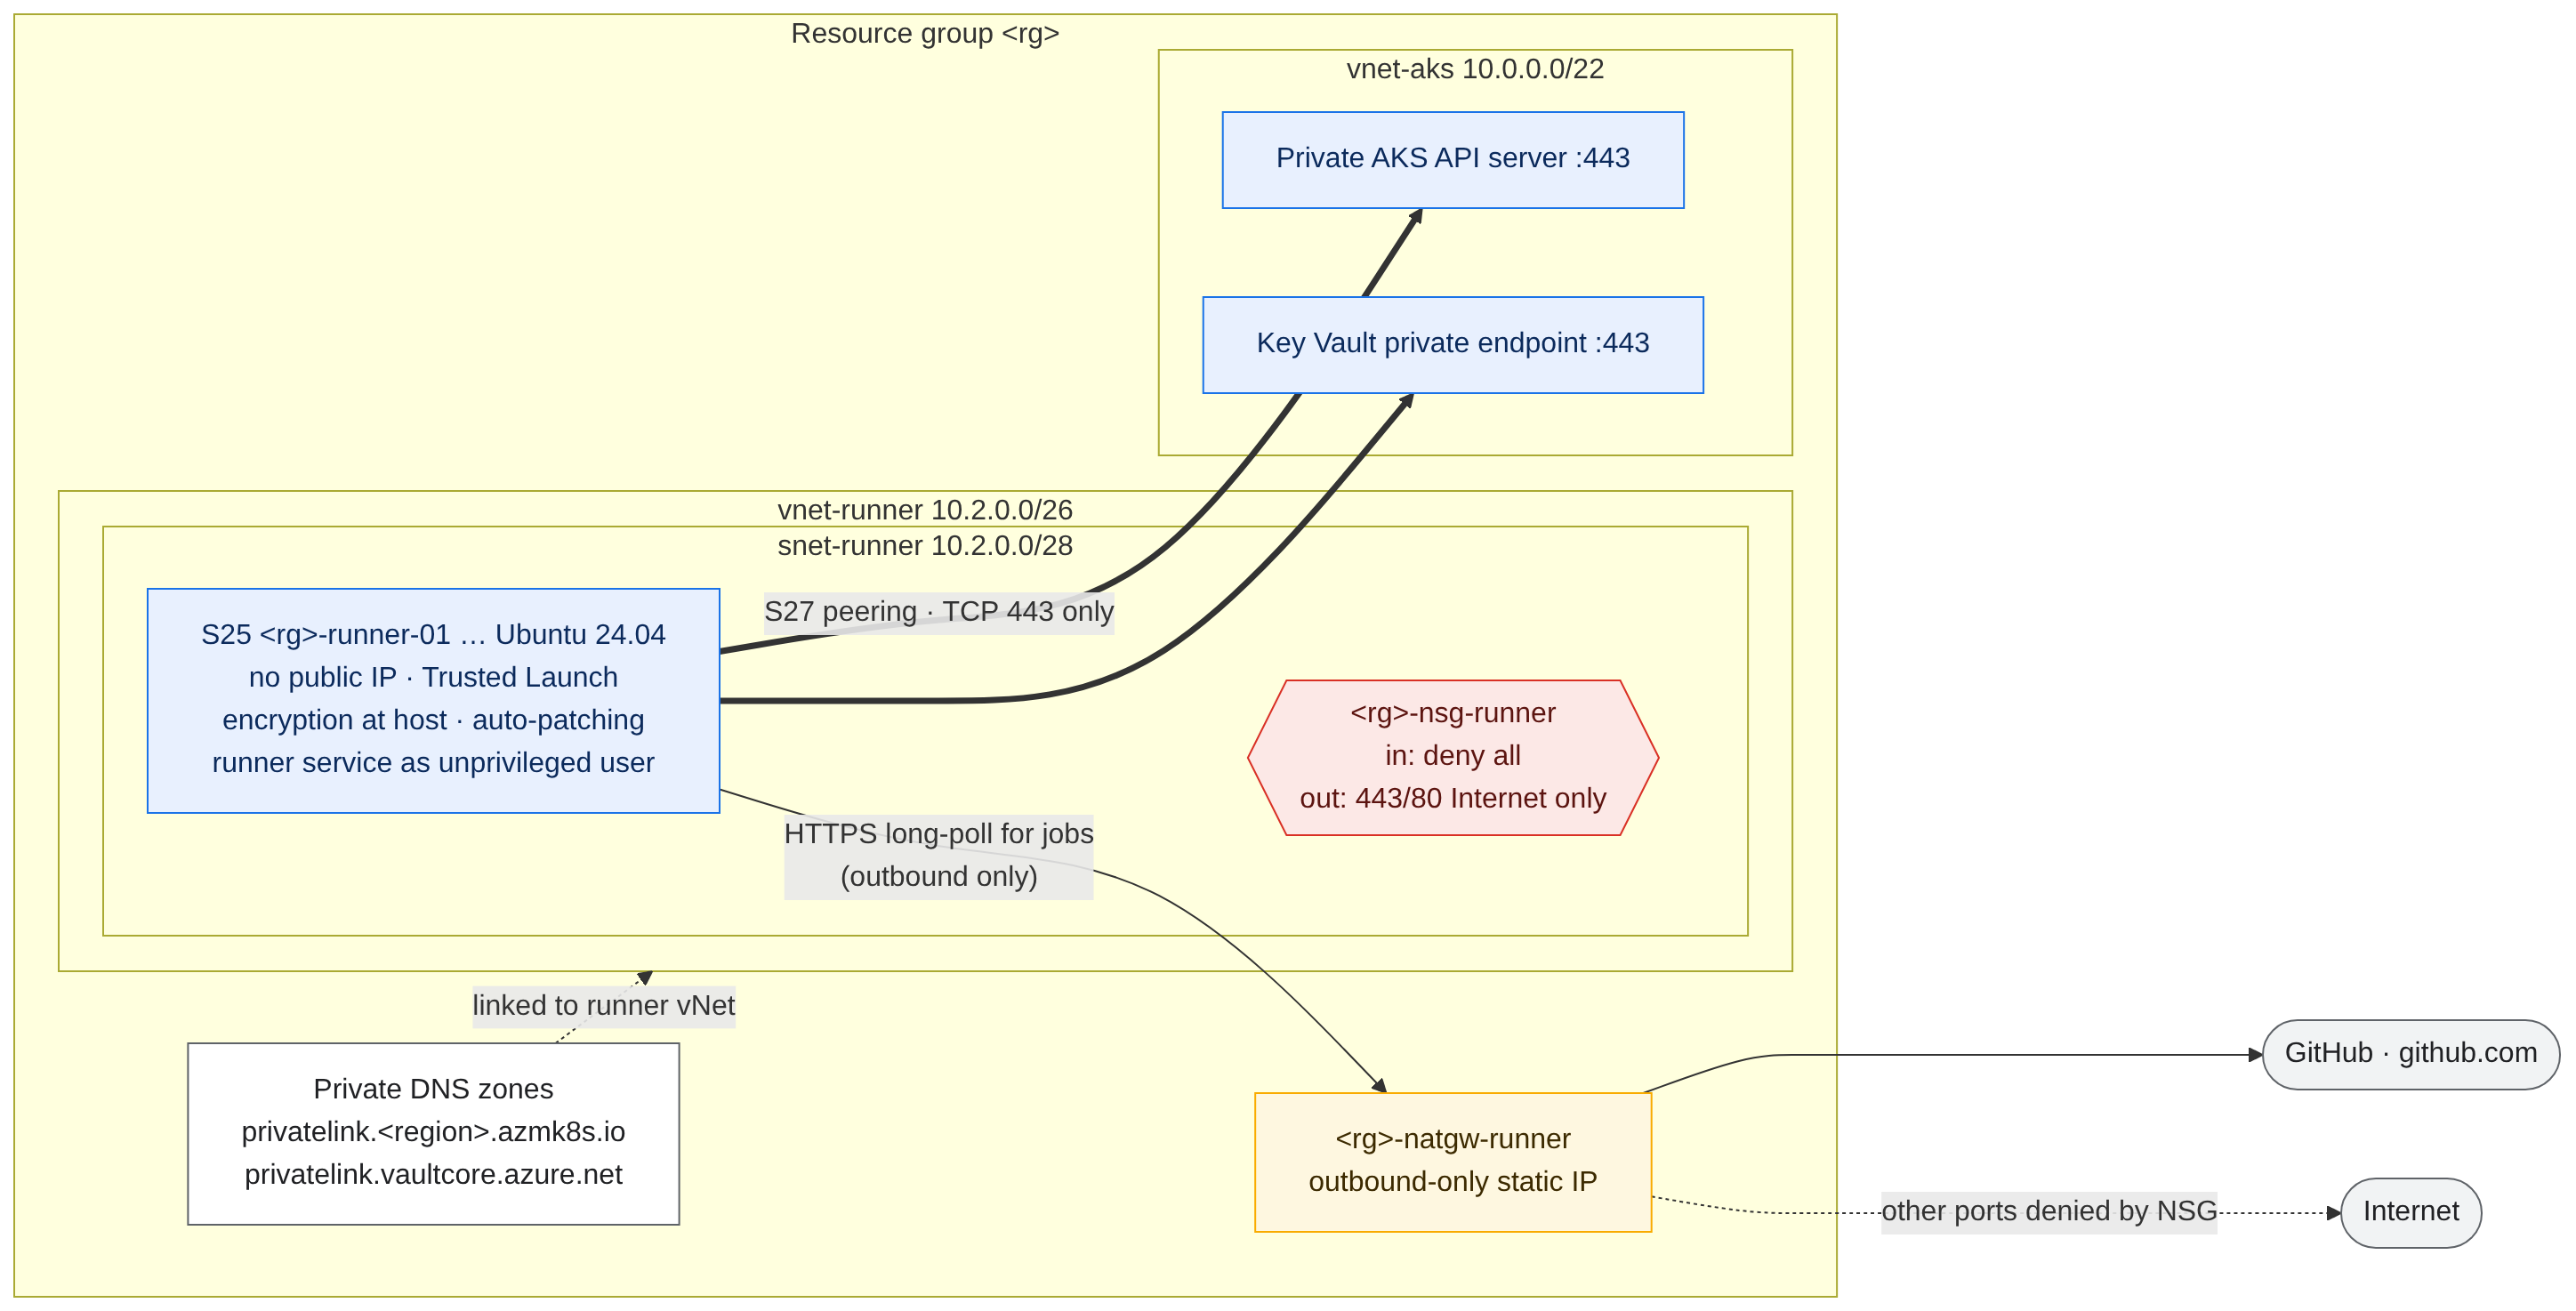 Resource group <rg>
vnet-aks 10.0.0.0/22
Private AKS API server :443
Key Vault private endpoint :443
vnet-runner 10.2.0.0/26
snet-runner 10.2.0.0/28
S25 <rg>-runner-01 … Ubuntu 24.04
no public IP · Trusted Launch
encryption at host · auto-patching
runner service as unprivileged user
S27 peering · TCP 443 only
<rg>-nsg-runner
in: deny all
out: 443/80 Internet only
HTTPS long-poll for jobs
(outbound only)
linked to runner vNet
Private DNS zones
privatelink.<region>.azmk8s.io
privatelink.vaultcore.azure.net
<rg>-natgw-runner
outbound-only static IP
GitHub · github.com
other ports denied by NSG
Internet